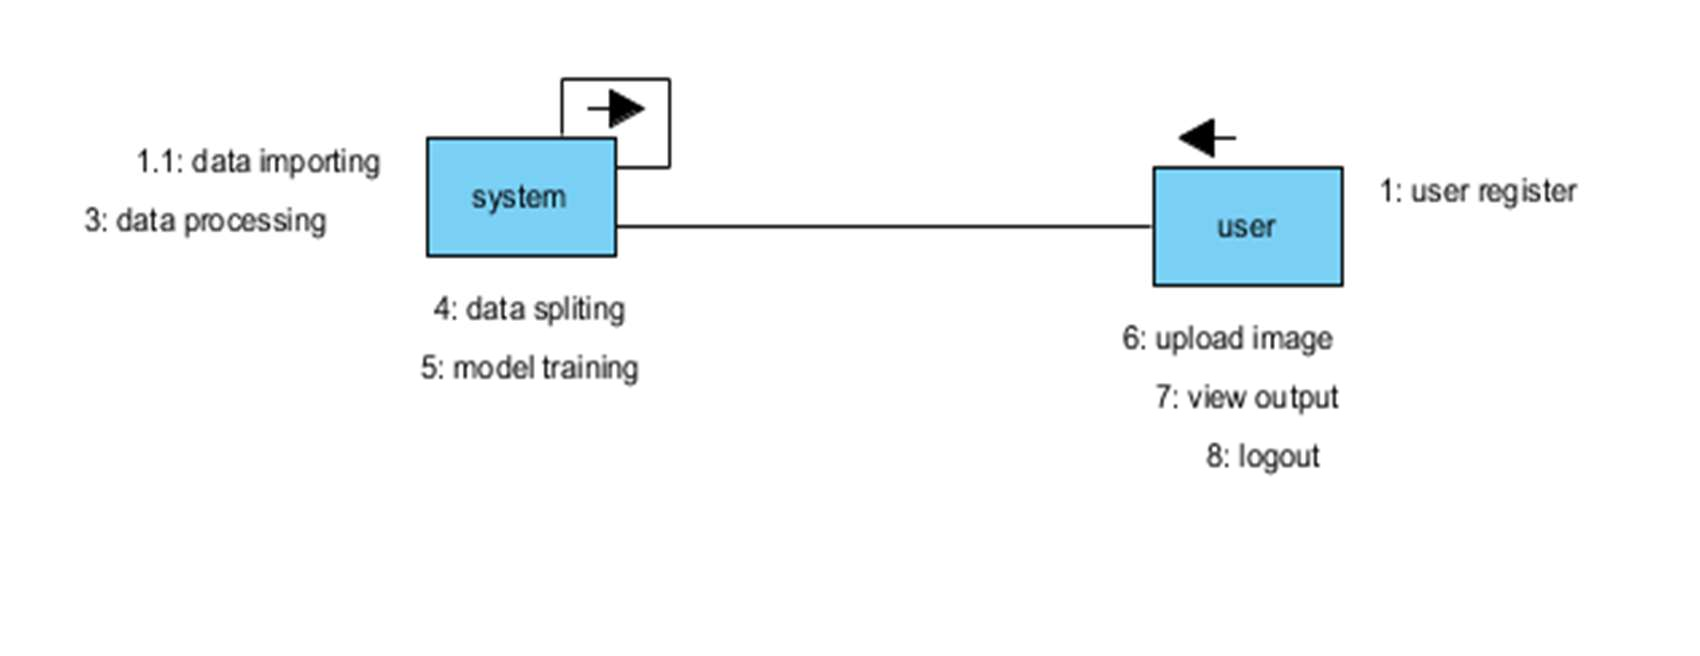 1.1: data importing
3: data processing
system
4: data spliting
5: model training
user
1: user register
6: upload image
7: view output
8: logout